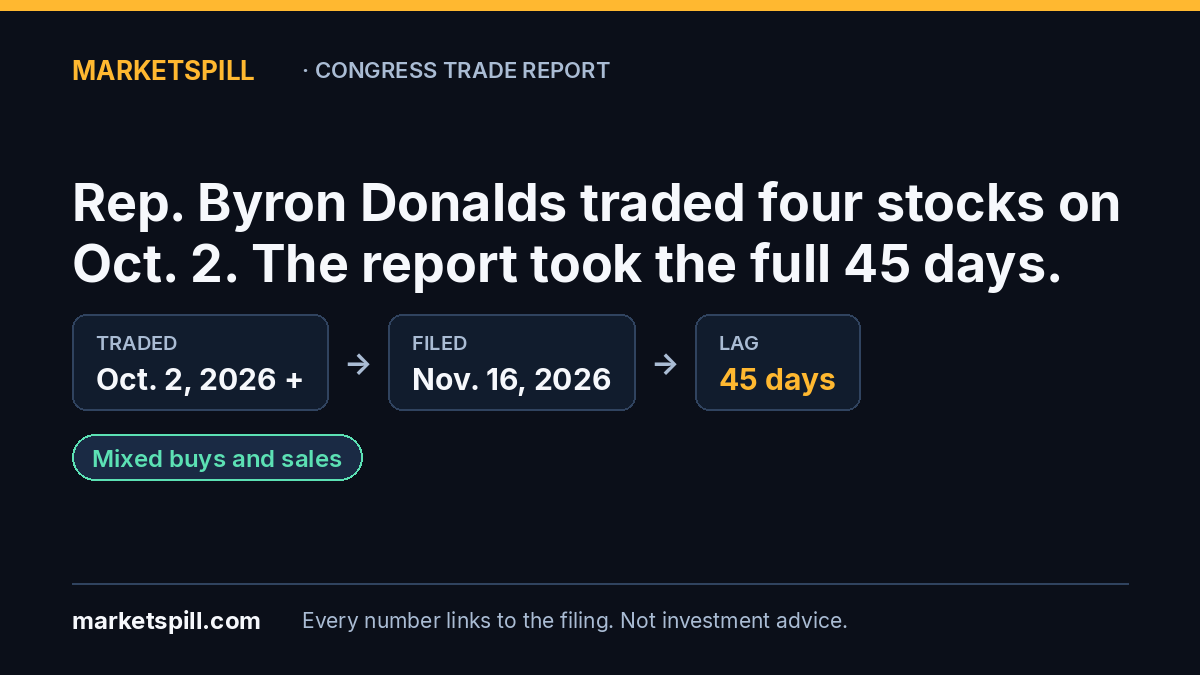 MARKETSPILL · CONGRESS TRADE REPORT
Rep. Byron Donalds traded four stocks on
Oct. 2. The report took the full 45 days.
TRADED
Oct. 2, 2026 +
→
FILED
Nov. 16, 2026
→
LAG
45 days
Mixed buys and sales
marketspill.com Every number links to the filing. Not investment advice.